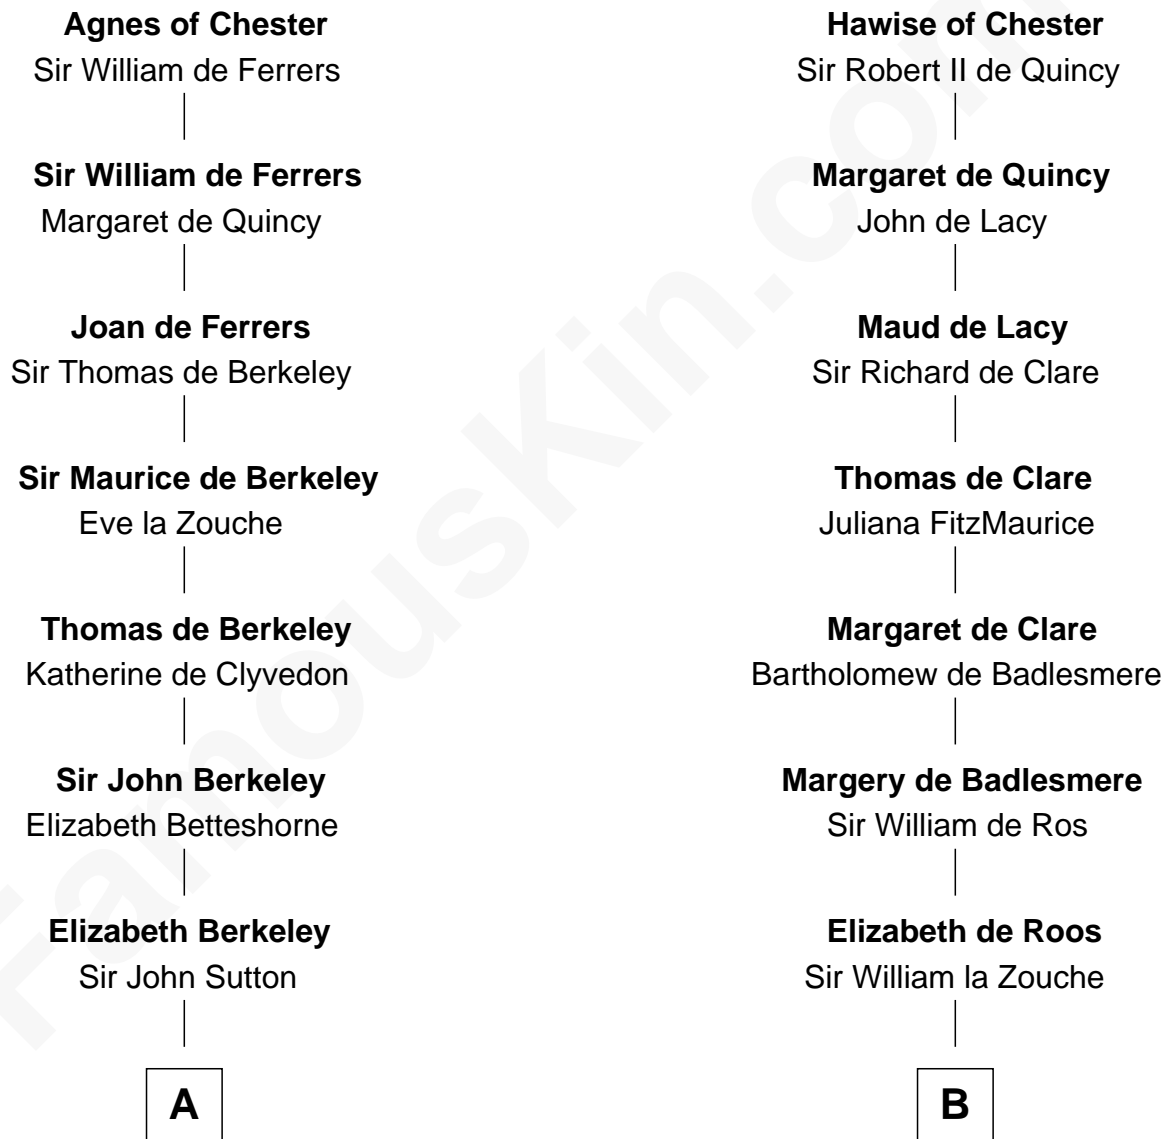 Agnes of Chester
Sir William de Ferrers
Sir William de Ferrers
Margaret de Quincy
Joan de Ferrers
Sir Thomas de Berkeley
Sir Maurice de Berkeley
Eve la Zouche
Thomas de Berkeley
Katherine de Clyvedon
Sir John Berkeley
Elizabeth Betteshorne
Elizabeth Berkeley
Sir John Sutton
A
Hawise of Chester
Sir Robert II de Quincy
Margaret de Quincy
John de Lacy
Maud de Lacy
Sir Richard de Clare
Thomas de Clare
Juliana FitzMaurice
Margaret de Clare
Bartholomew de Badlesmere
Margery de Badlesmere
Sir William de Ros
Elizabeth de Roos
Sir William la Zouche
B
FamousKin.com